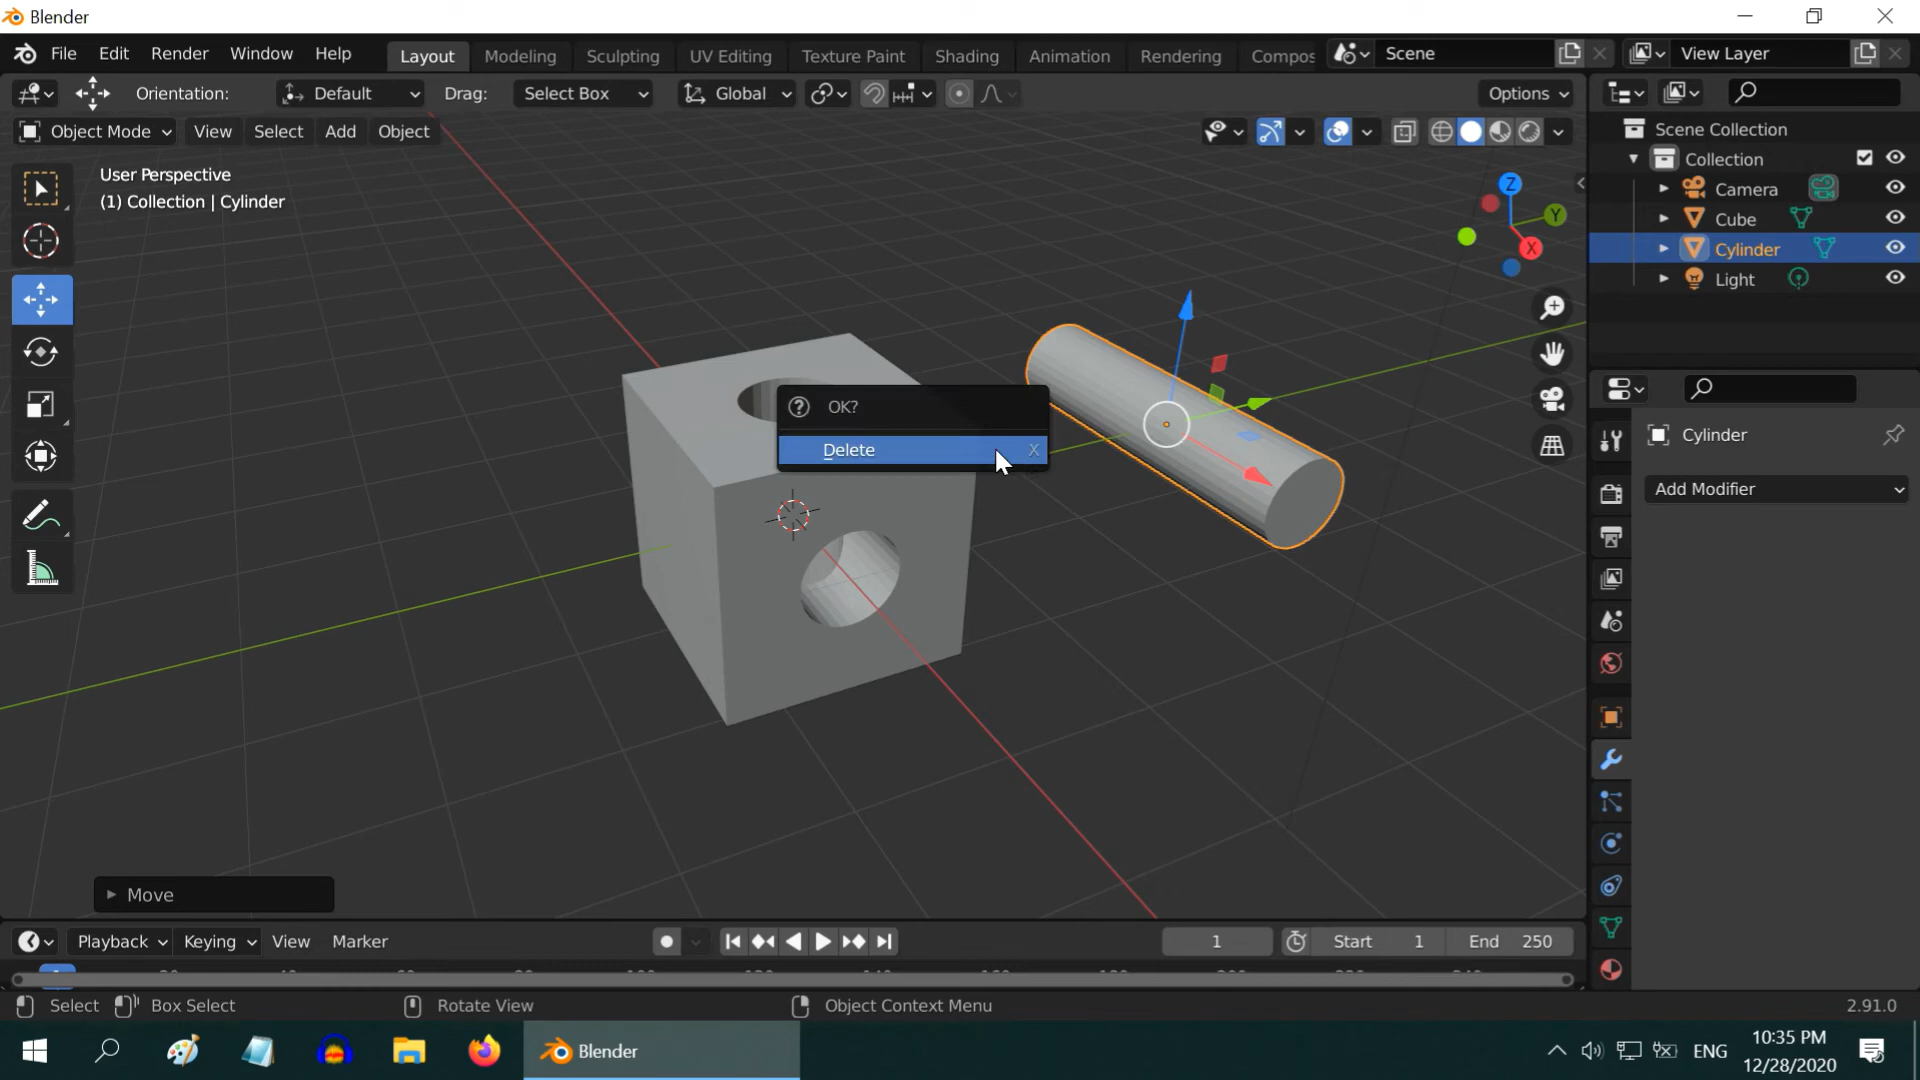 Blender
File Edit Render Window Help Layout Modeling Sculpting UV Editing Texture Paint Shading Animation Rendering Compos Scene View Layer
Orientation: Default Drag: Select Box Global Options
Object Mode View Select Add Object
Scene Collection
Collection
Camera
Cube
Cylinder
Light
User Perspective
(1) Collection | Cylinder
Z
Y
X
OK?
Delete X
Cylinder
Add Modifier
Move
Playback Keying View Marker 1 Start 1 End 250
Select Box Select Rotate View Object Context Menu 2.91.0
Blender ENG 10:35 PM
12/28/2020